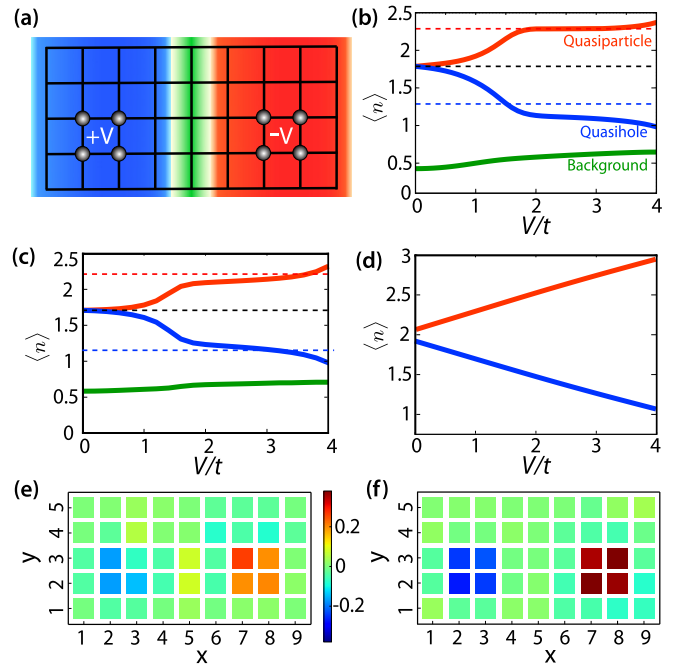 (a)
+V
−V
(b)
2.5
2
1.5
1
0.5
0
⟨n⟩
Quasiparticle
Quasihole
Background
0 1 2 3 4
V/t
(c)
2.5
2
1.5
1
0.5
0
⟨n⟩
0 1 2 3 4
V/t
(d)
3
2.5
2
1.5
1
⟨n⟩
0 1 2 3 4
V/t
(e)
5
4
3
2
1
y
1 2 3 4 5 6 7 8 9
x
0.2
0
-0.2
(f)
5
4
3
2
1
y
1 2 3 4 5 6 7 8 9
x